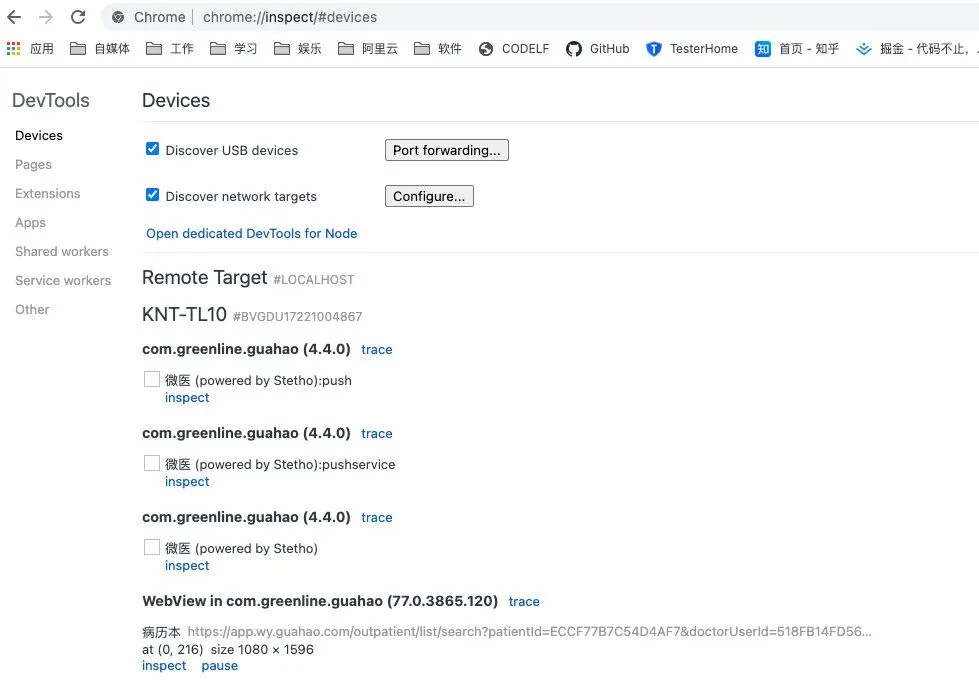 Chrome | chrome://inspect/#devices
应用 自媒体 工作 学习 娱乐 阿里云 软件 CODELF GitHub TesterHome 知 首页 - 知乎 掘金 - 代码不止，
DevTools
Devices
Devices
Discover USB devices Port forwarding...
Pages
Extensions
Discover network targets Configure...
Apps
Open dedicated DevTools for Node
Shared workers
Service workers
Remote Target #LOCALHOST
Other
KNT-TL10 #BVGDU17221004867
com.greenline.guahao (4.4.0) trace
微医 (powered by Stetho):push
inspect
com.greenline.guahao (4.4.0) trace
微医 (powered by Stetho):pushservice
inspect
com.greenline.guahao (4.4.0) trace
微医 (powered by Stetho)
inspect
WebView in com.greenline.guahao (77.0.3865.120) trace
病历本 https://app.wy.guahao.com/outpatient/list/search?patientId=ECCF77B7C54D4AF7&doctorUserId=518FB14FD56...
at (0, 216) size 1080 × 1596
inspect pause